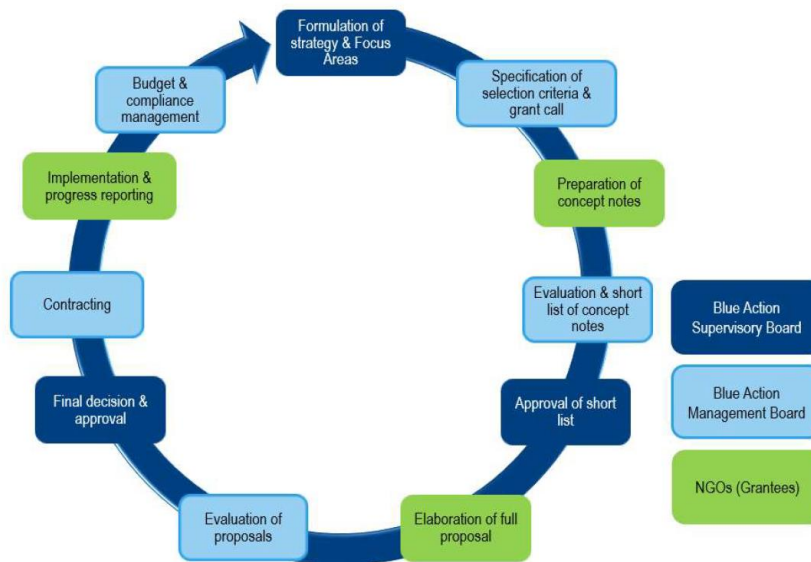 Formulation of
strategy & Focus
Areas
Specification of
selection criteria &
grant call
Preparation of
concept notes
Evaluation & short
list of concept
notes
Approval of short
list
Elaboration of full
proposal
Evaluation of
proposals
Final decision &
approval
Contracting
Implementation &
progress reporting
Budget &
compliance
management
Blue Action
Supervisory Board
Blue Action
Management Board
NGOs (Grantees)